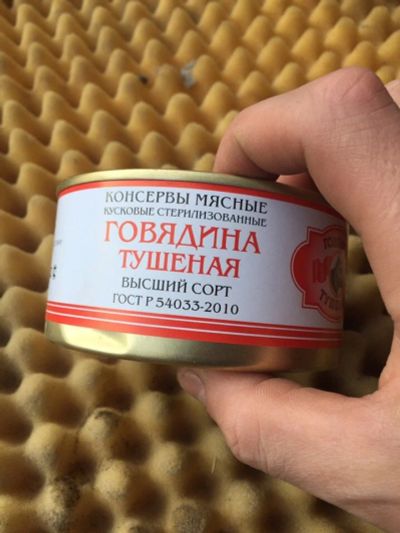 КОНСЕРВЫ МЯСНЫЕ
КУСКОВЫЕ СТЕРИЛИЗОВАННЫЕ
ГОВЯДИНА
ТУШЕНАЯ
ВЫСШИЙ СОРТ
ГОСТ Р 54033-2010